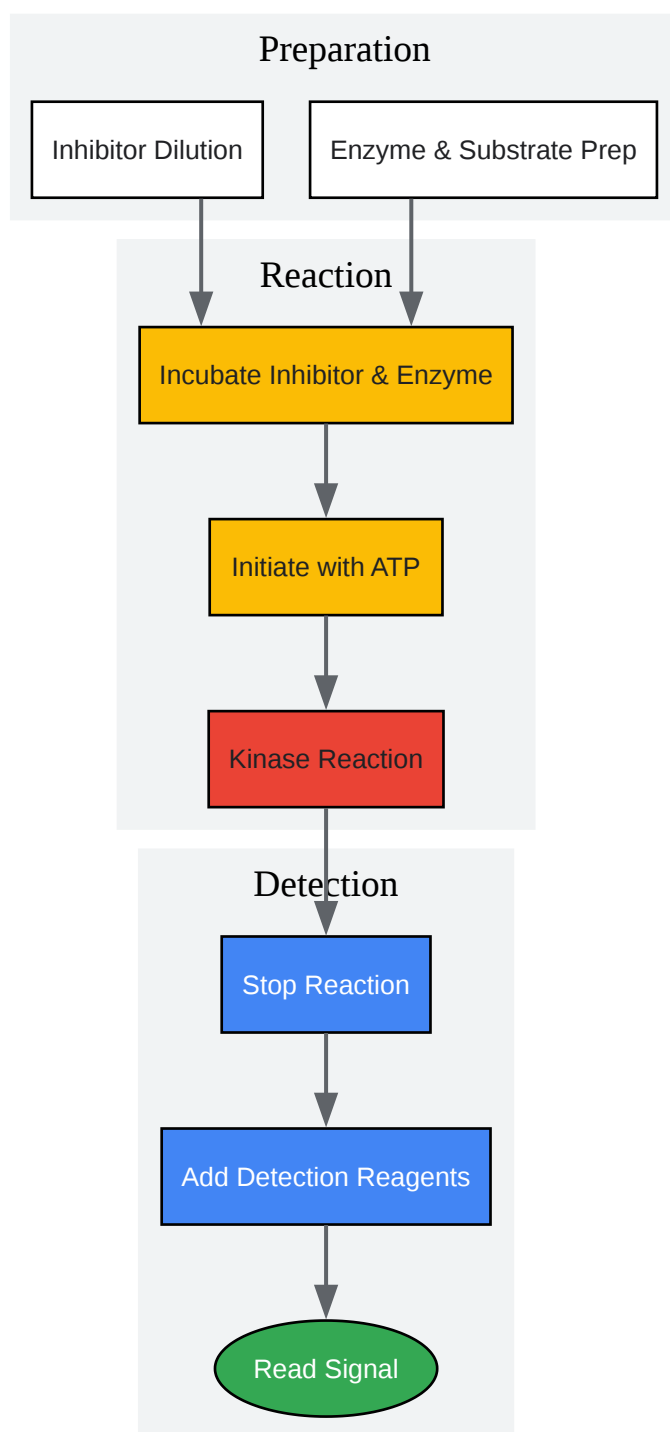 Preparation
Inhibitor Dilution
Enzyme & Substrate Prep
Reaction
Incubate Inhibitor & Enzyme
Initiate with ATP
Kinase Reaction
Detection
Stop Reaction
Add Detection Reagents
Read Signal